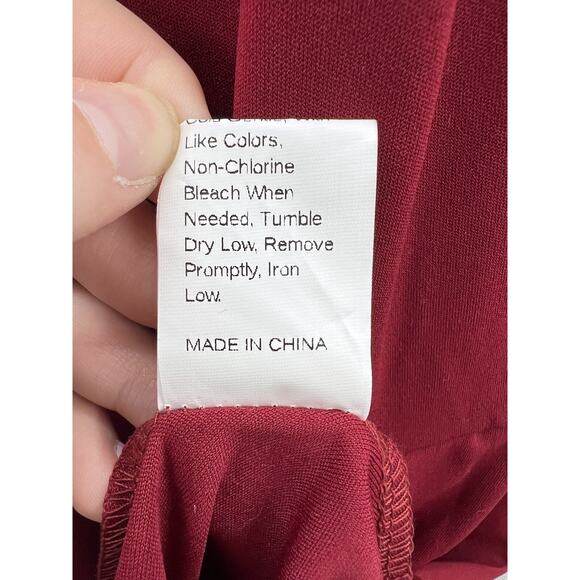 Like Colors,
Non-Chlorine
Bleach When
Needed, Tumble
Dry Low, Remove
Promptly, Iron
Low.
MADE IN CHINA